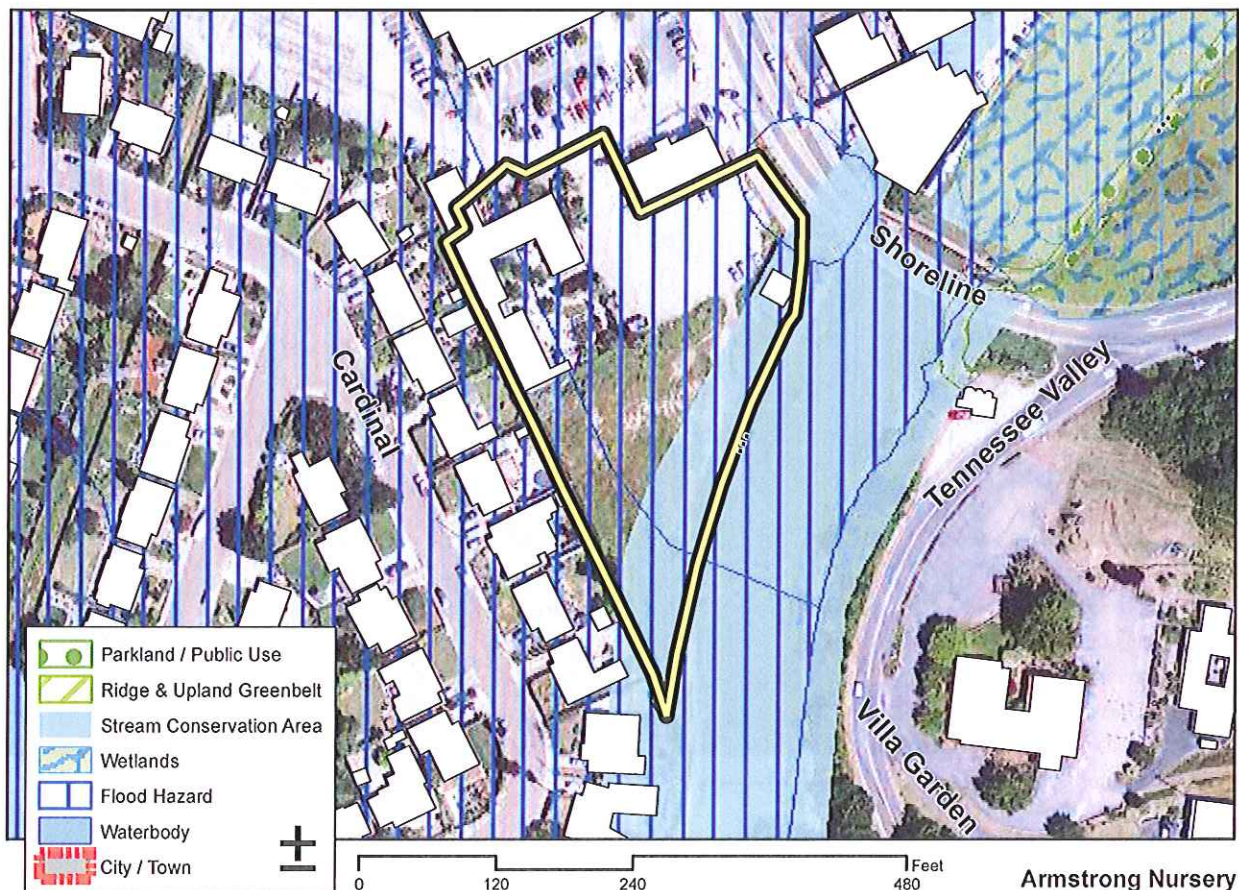 Shoreline
Cardinal
Tennessee Valley
Villa Garden
Parkland / Public Use
Ridge & Upland Greenbelt
Stream Conservation Area
Wetlands
Flood Hazard
Waterbody
City / Town
0 120 240 480 Feet
Armstrong Nursery